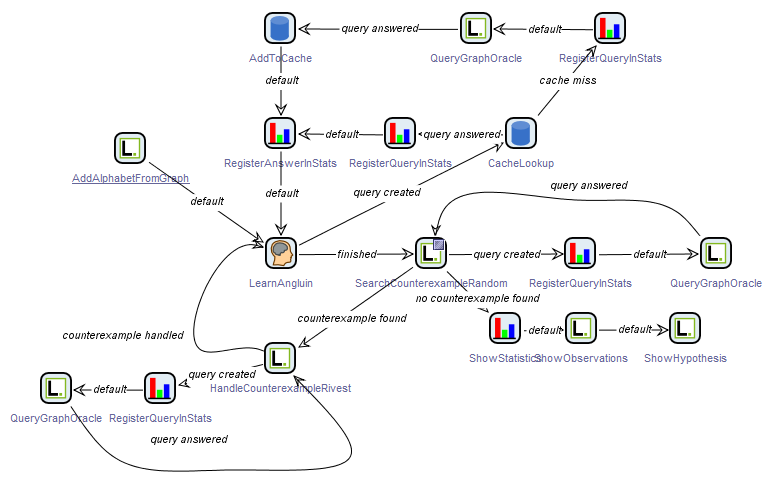 query answered
default
AddToCache
QueryGraphOracle
RegisterQueryInStats
default
cache miss
default
query answered
RegisterAnswerInStats
RegisterQueryInStats
CacheLookup
AddAlphabetFromGraph
default
default
query created
query answered
finished
query created
default
LearnAngluin
SearchCounterexampleRandom
RegisterQueryInStats
QueryGraphOracle
no counterexample found
counterexample found
counterexample handled
default
default
ShowStatistics
ShowObservations
ShowHypothesis
query created
HandleCounterexampleRivest
default
QueryGraphOracle
RegisterQueryInStats
query answered
L.
L.
L.
L.
L.
L.
L.
L.